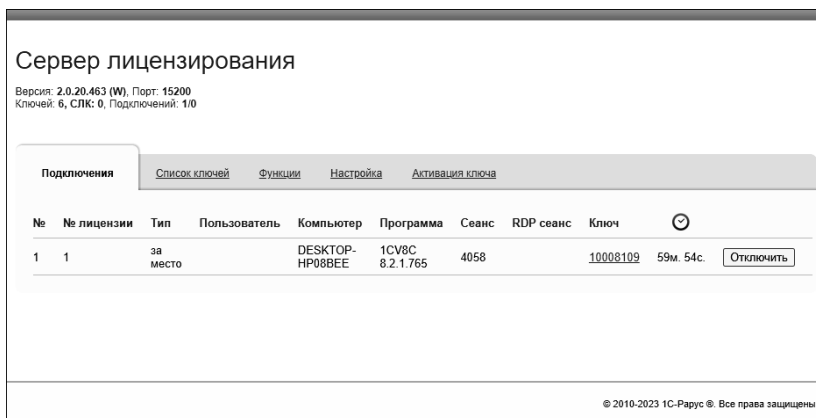 Сервер лицензирования
Версия: 2.0.20.463 (W), Порт: 15200
Ключей: 6, СЛК: 0, Подключений: 1/0
Подключения Список ключей Функции Настройка Активация ключа
№ № лицензии Тип Пользователь Компьютер Программа Сеанс RDP сеанс Ключ
1 1 за место DESKTOP-HP08BEE 1CV8C 8.2.1.765 4058 10008109 59м. 54с. Отключить
© 2010-2023 1С-Рарус ®. Все права защищены